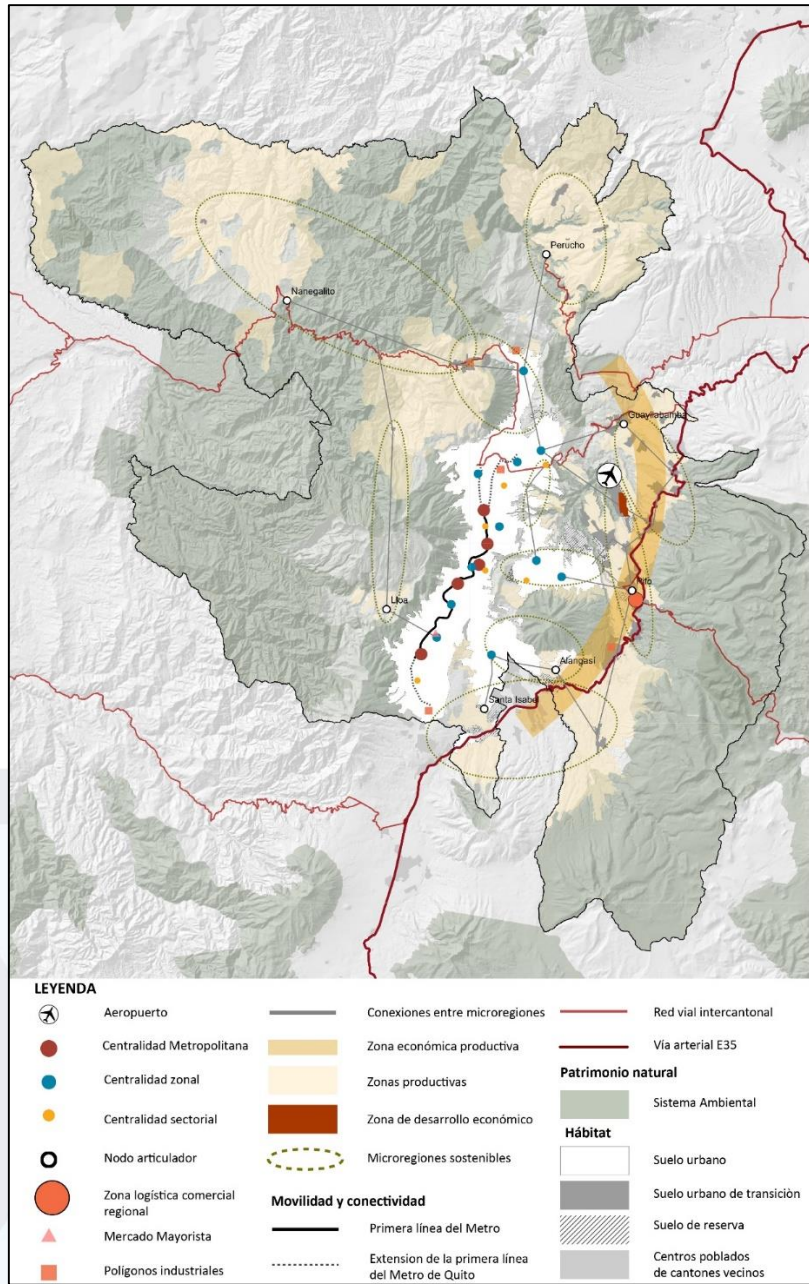 Perucho
Nanegalito
Guayllabamba
Pifo
Lloa
Alangasí
Santa Isabel
LEYENDA
Aeropuerto
Centralidad Metropolitana
Centralidad zonal
Centralidad sectorial
Nodo articulador
Zona logística comercial
regional
Mercado Mayorista
Polígonos industriales
Conexiones entre microregiones
Zona económica productiva
Zonas productivas
Zona de desarrollo económico
Microregiones sostenibles
Movilidad y conectividad
Primera línea del Metro
Extension de la primera línea
del Metro de Quito
Red vial intercantonal
Vía arterial E35
Patrimonio natural
Sistema Ambiental
Hábitat
Suelo urbano
Suelo urbano de transiciòn
Suelo de reserva
Centros poblados
de cantones vecinos